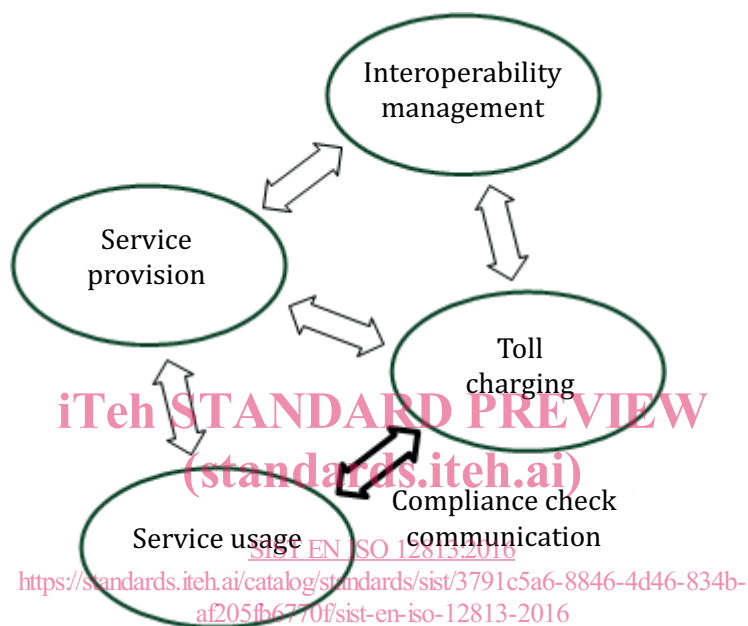 Interoperability
management
Service
provision
Toll
charging
iTeh STANDARD PREVIEW
(standards.iteh.ai)
Compliance check
communication
Service usage
SIST EN ISO 12813:2016
https://standards.iteh.ai/catalog/standards/sist/3791c5a6-8846-4d46-834b-
af205fb6770f/sist-en-iso-12813-2016